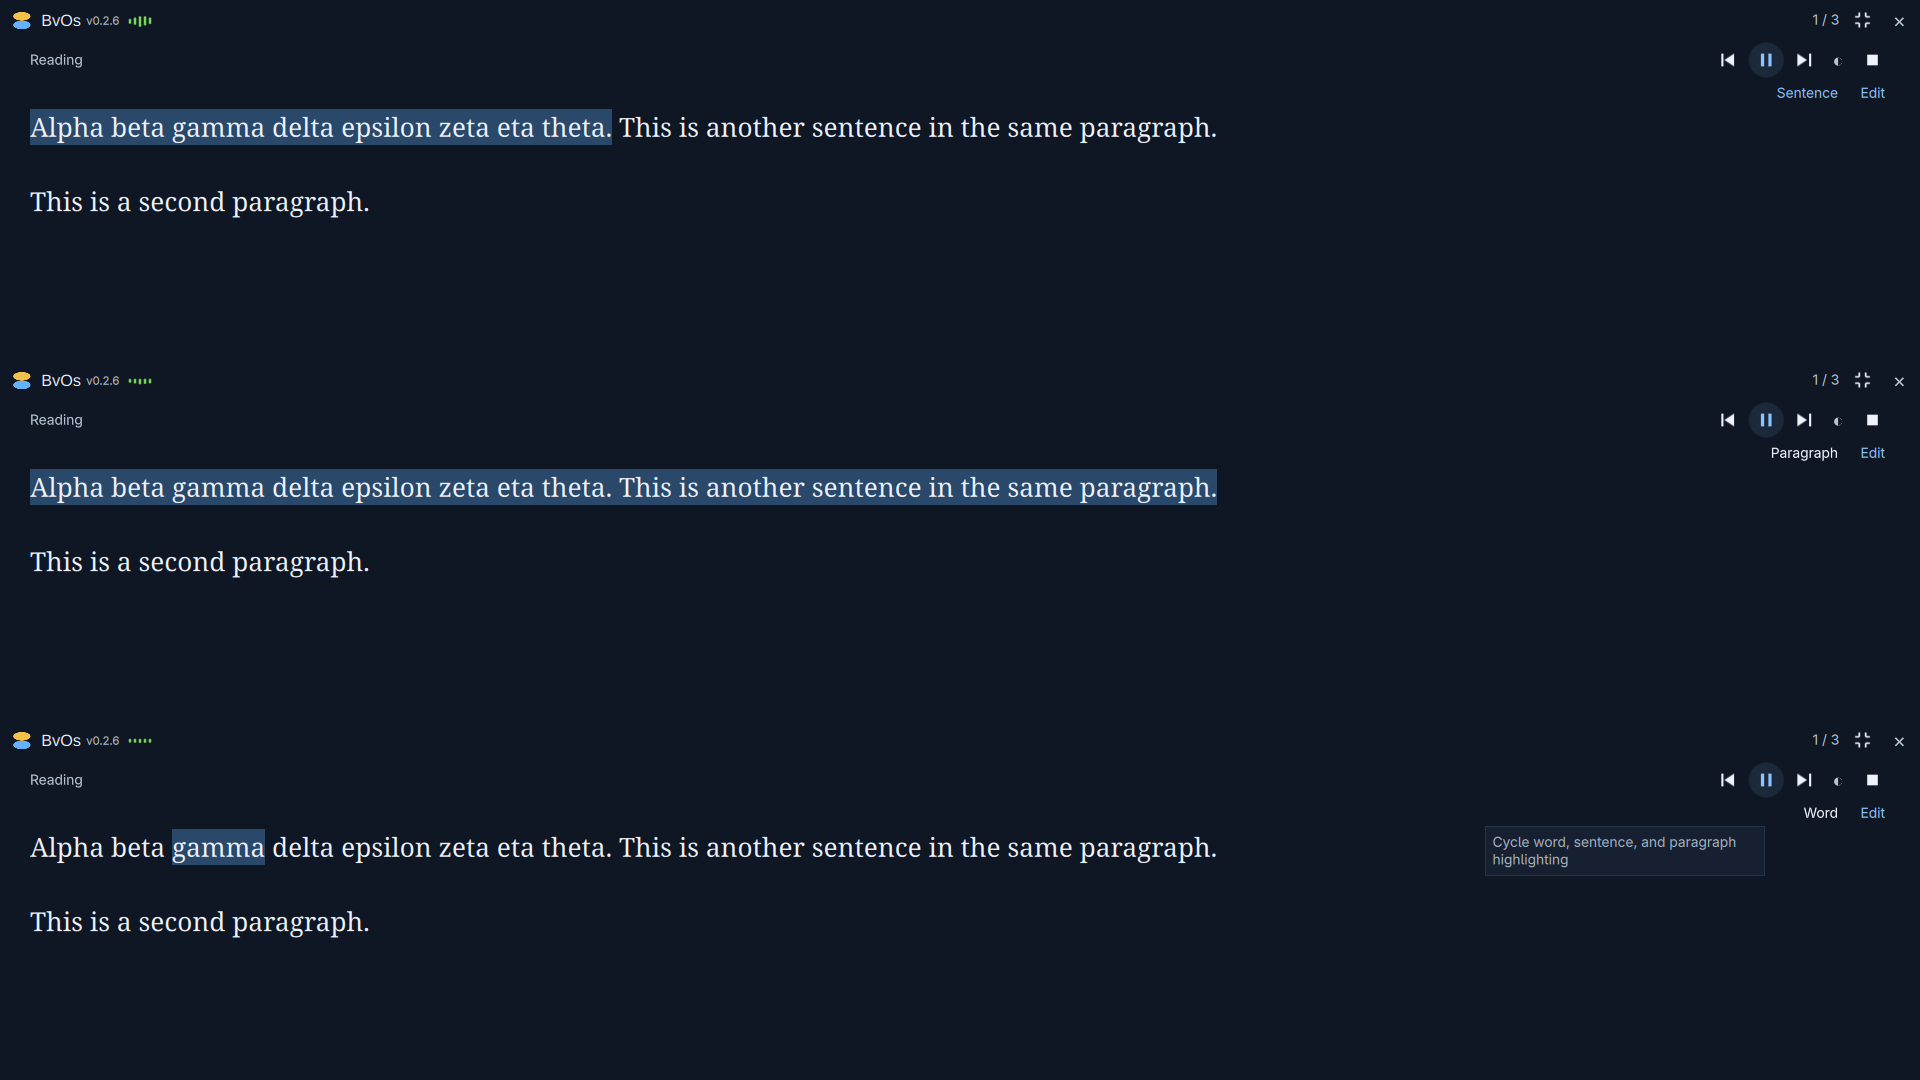 BvOs v0.2.6 1 / 3
Reading
Sentence Edit
Alpha beta gamma delta epsilon zeta eta theta. This is another sentence in the same paragraph.
This is a second paragraph.
BvOs v0.2.6 1 / 3
Reading
Paragraph Edit
Alpha beta gamma delta epsilon zeta eta theta. This is another sentence in the same paragraph.
This is a second paragraph.
BvOs v0.2.6 1 / 3
Reading
Word Edit
Alpha beta gamma delta epsilon zeta eta theta. This is another sentence in the same paragraph.
Cycle word, sentence, and paragraph
highlighting
This is a second paragraph.